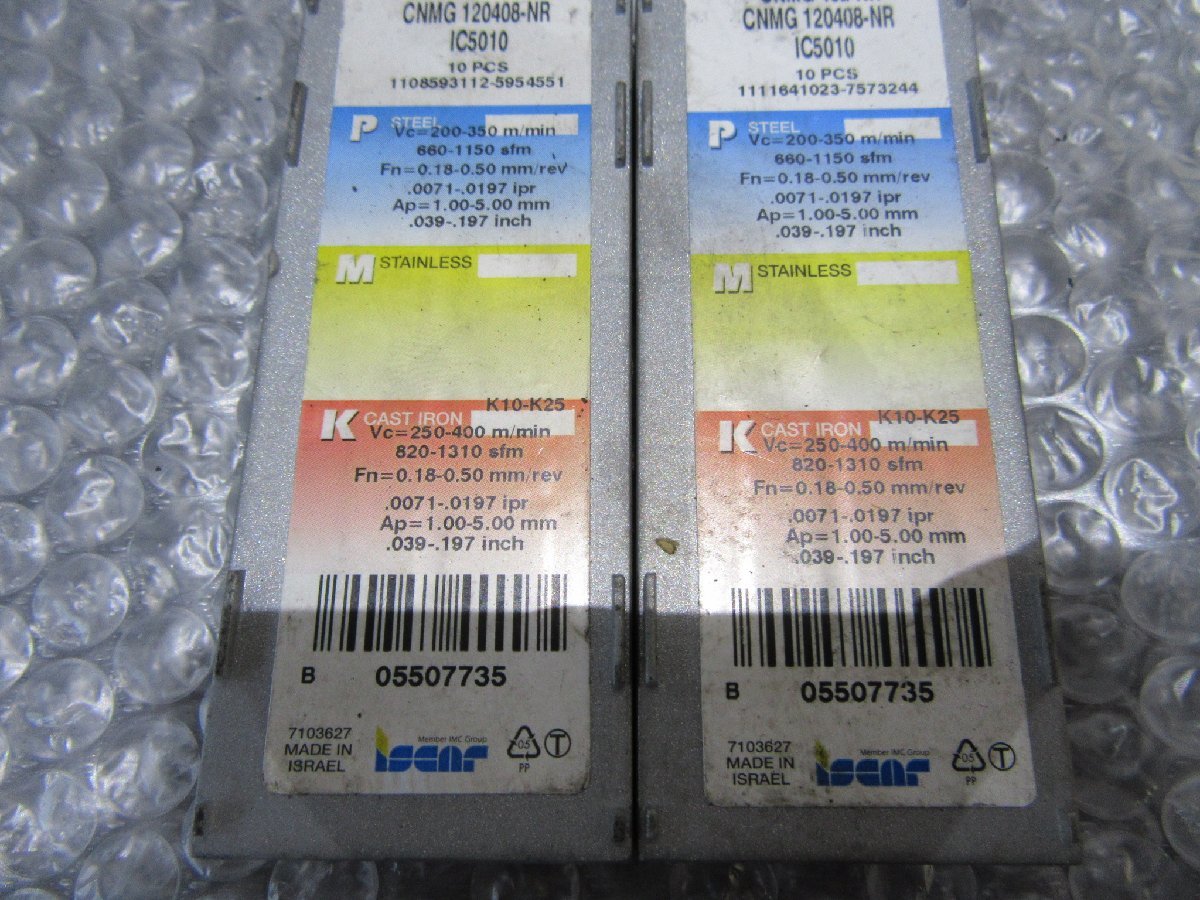 CNMG 120408-NR
IC5010
10 PCS
1108593112-5954551
P STEEL
Vc=200-350 m/min
660-1150 sfm
Fn=0.18-0.50 mm/rev
.0071-.0197 ipr
Ap=1.00-5.00 mm
.039-.197 inch
M STAINLESS
K CAST IRON K10-K25
Vc=250-400 m/min
820-1310 sfm
Fn=0.18-0.50 mm/rev
.0071-.0197 ipr
Ap=1.00-5.00 mm
.039-.197 inch
B 05507735
7103627
MADE IN
ISRAEL
Member IMC Group
iscar
05
PP
T
CNMG 120408-NR
IC5010
10 PCS
1111641023-7573244
P STEEL
Vc=200-350 m/min
660-1150 sfm
Fn=0.18-0.50 mm/rev
.0071-.0197 ipr
Ap=1.00-5.00 mm
.039-.197 inch
M STAINLESS
K CAST IRON K10-K25
Vc=250-400 m/min
820-1310 sfm
Fn=0.18-0.50 mm/rev
.0071-.0197 ipr
Ap=1.00-5.00 mm
.039-.197 inch
B 05507735
7103627
MADE IN
ISRAEL
Member IMC Group
iscar
05
PP
T